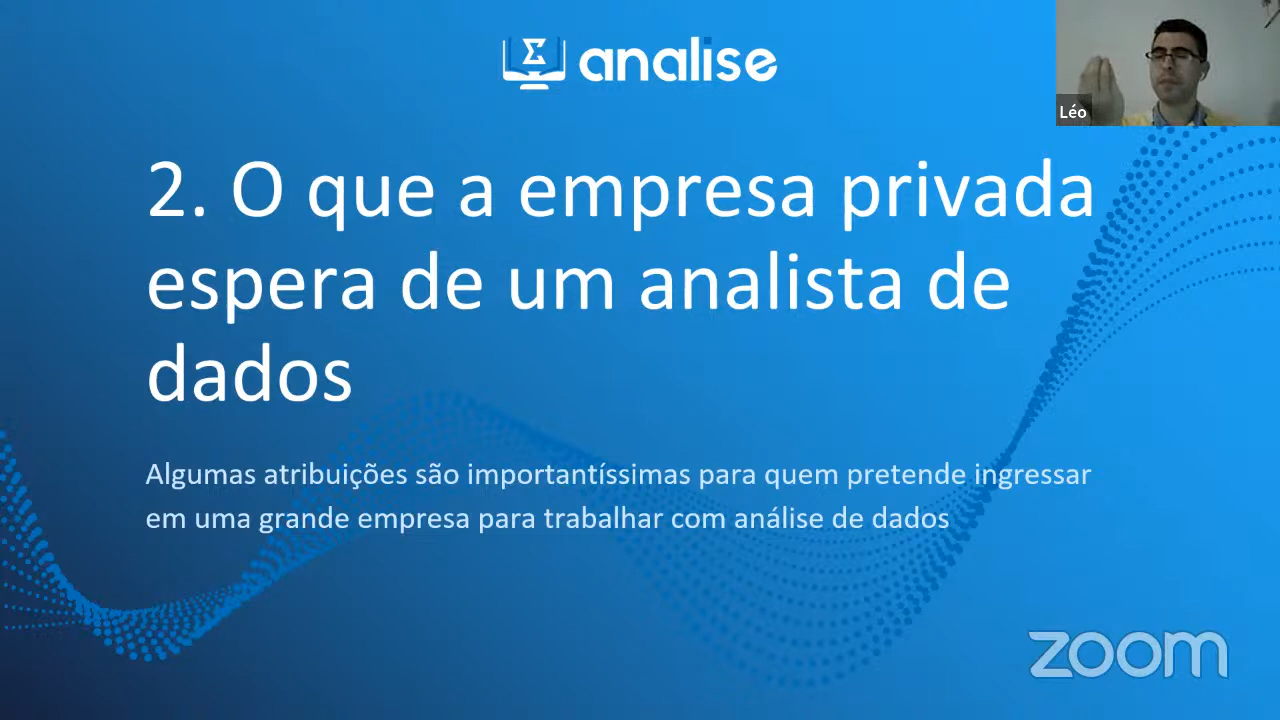 analise
Léo
2. O que a empresa privada
espera de um analista de
dados
Algumas atribuições são importantíssimas para quem pretende ingressar
em uma grande empresa para trabalhar com análise de dados
zoom